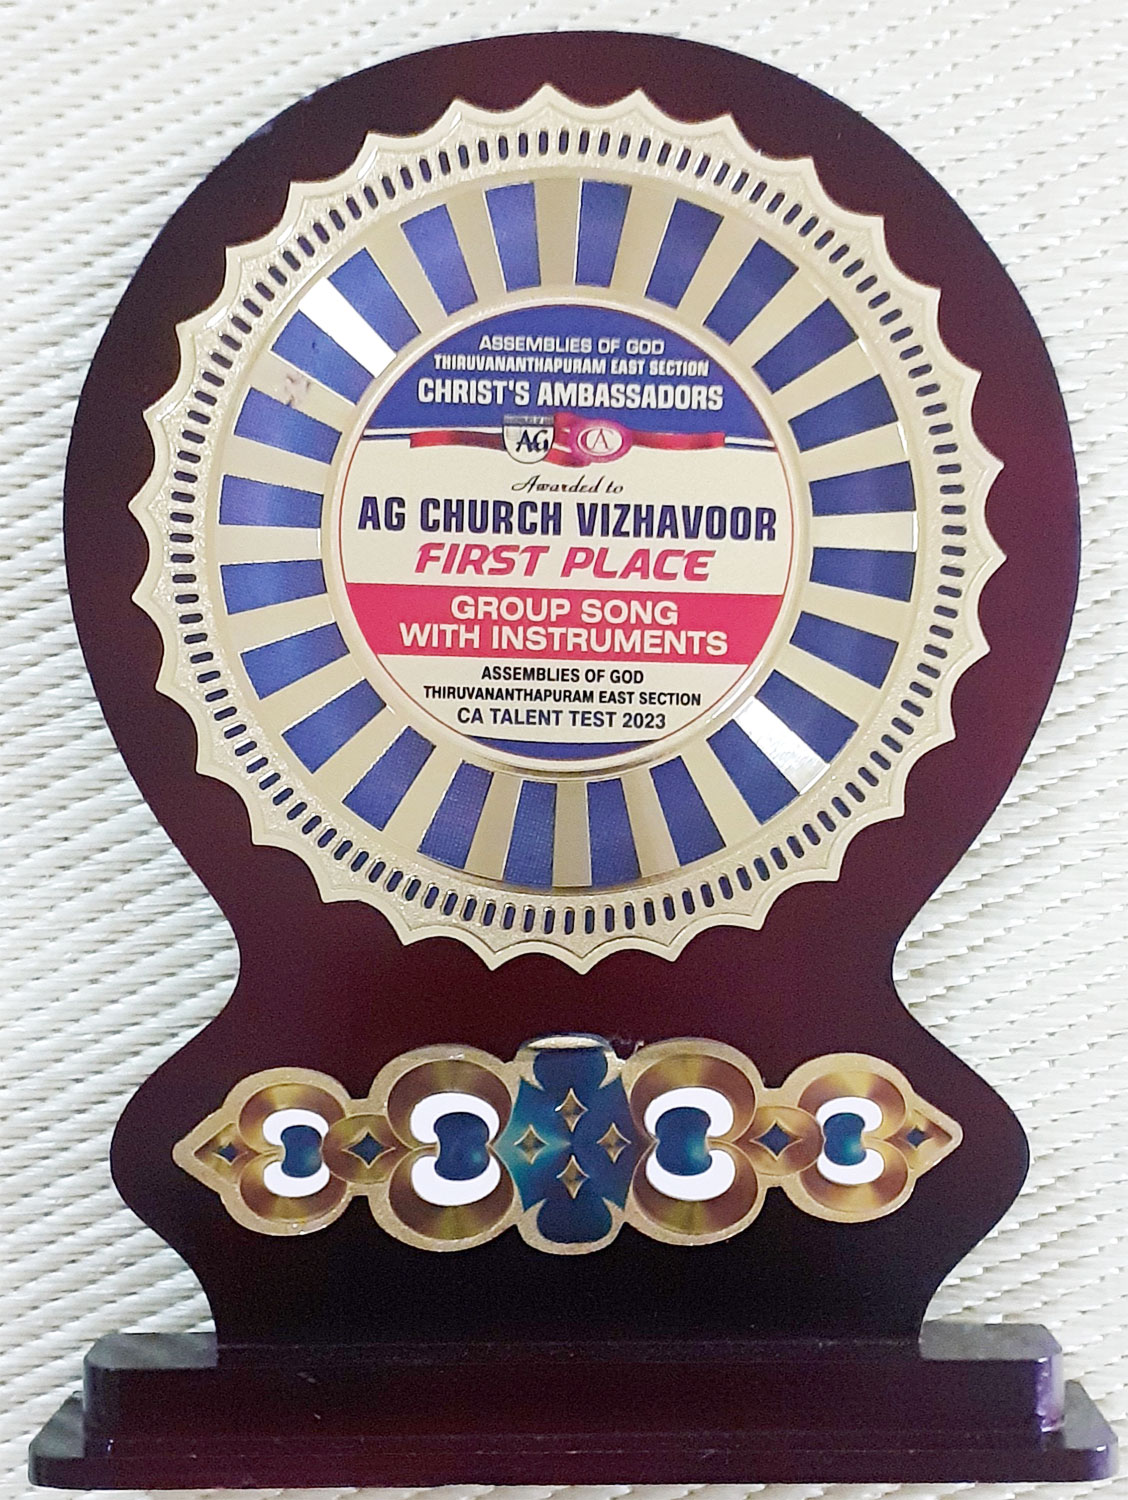 ASSEMBLIES OF GOD
THIRUVANANTHAPURAM EAST SECTION
CHRIST'S AMBASSADORS
AG CA
Awarded to
AG CHURCH VIZHAVOOR
FIRST PLACE
GROUP SONG
WITH INSTRUMENTS
ASSEMBLIES OF GOD
THIRUVANANTHAPURAM EAST SECTION
CA TALENT TEST 2023